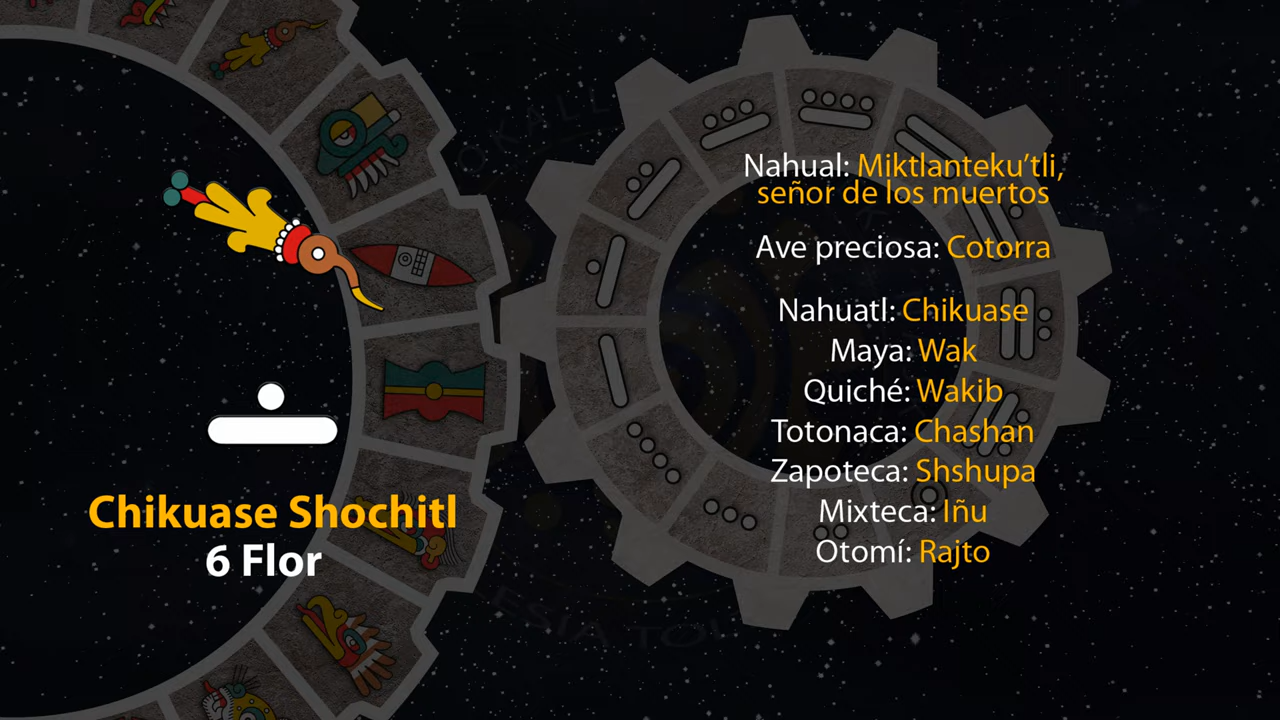 Chikuase Shochitl
6 Flor
Nahual: Miktlanteku’tli,
señor de los muertos
Ave preciosa: Cotorra
Nahuatl: Chikuase
Maya: Wak
Quiché: Wakib
Totonaca: Chashan
Zapoteca: Shshupa
Mixteca: Iñu
Otomí: Rajto